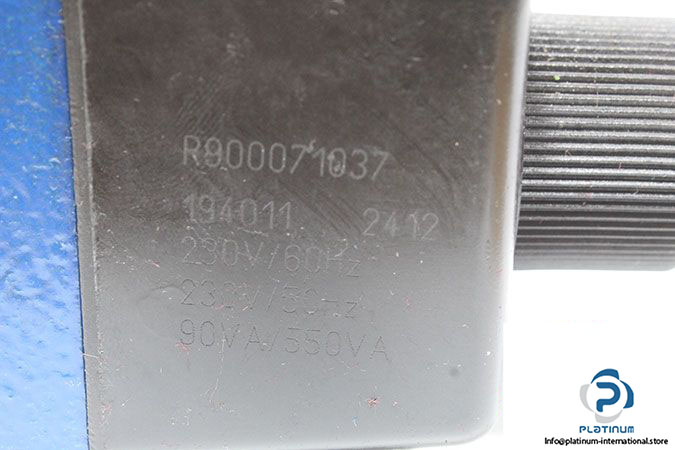 R900071037
194011 2412
230V/60Hz
230V/50Hz
90VA/550VA
PLATINUM
Info@platinum-international.store